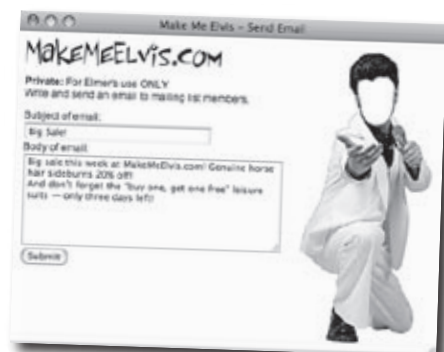 Make Me Elvis - Send Email
MakeMeElvis.com
Private: For Elmer's use ONLY
Write and send an email to mailing list members.
Subject of email:
Big Sale!
Body of email:
Big sale this week at MakeMeElvis.com! Genuine horse
hair sideburns 20% off!
And don't forget the "buy one, get one free" leisure
suits — only three days left!
Submit